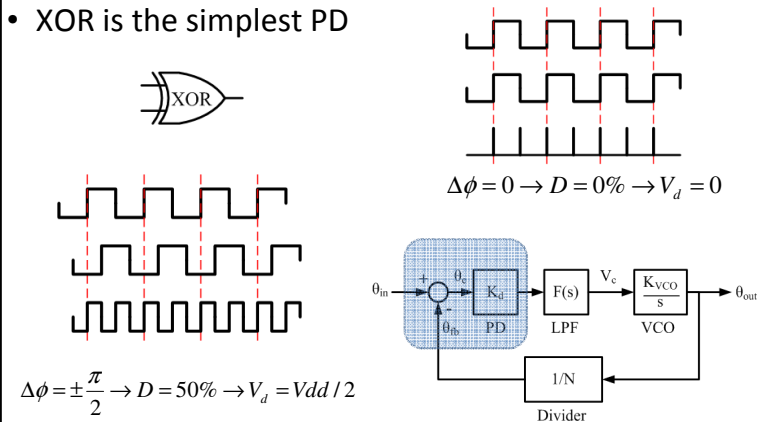 • XOR is the simplest PD
XOR
Δϕ = 0 → D = 0% → V_d = 0
Δϕ = ± π/2 → D = 50% → V_d = Vdd / 2
θ_in
+
-
θ_e
θ_fb
K_d
PD
F(s)
LPF
V_c
K_VCO
s
VCO
θ_out
1/N
Divider